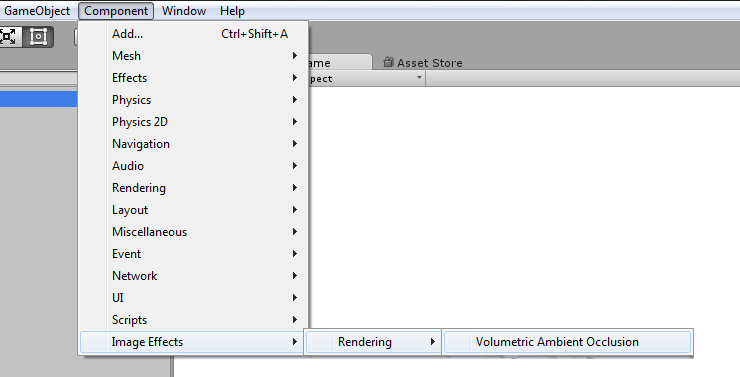 GameObject Component Window Help
Add... Ctrl+Shift+A
Mesh
ame Asset Store
Effects
pect
Physics
Physics 2D
Navigation
Audio
Rendering
Layout
Miscellaneous
Event
Network
UI
Scripts
Image Effects Rendering Volumetric Ambient Occlusion